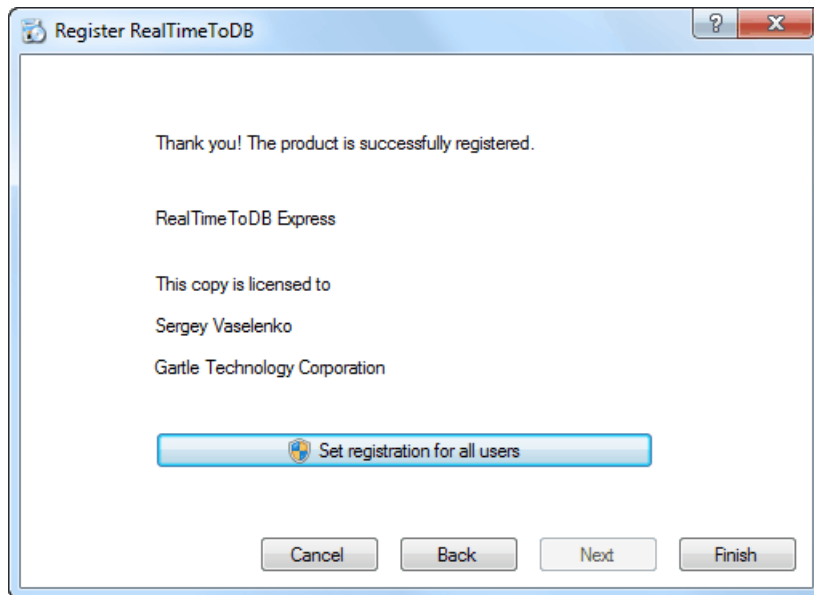 Register RealTimeToDB
?
X
Thank you! The product is successfully registered.
RealTimeToDB Express
This copy is licensed to
Sergey Vaselenko
Gartle Technology Corporation
Set registration for all users
Cancel Back Next Finish